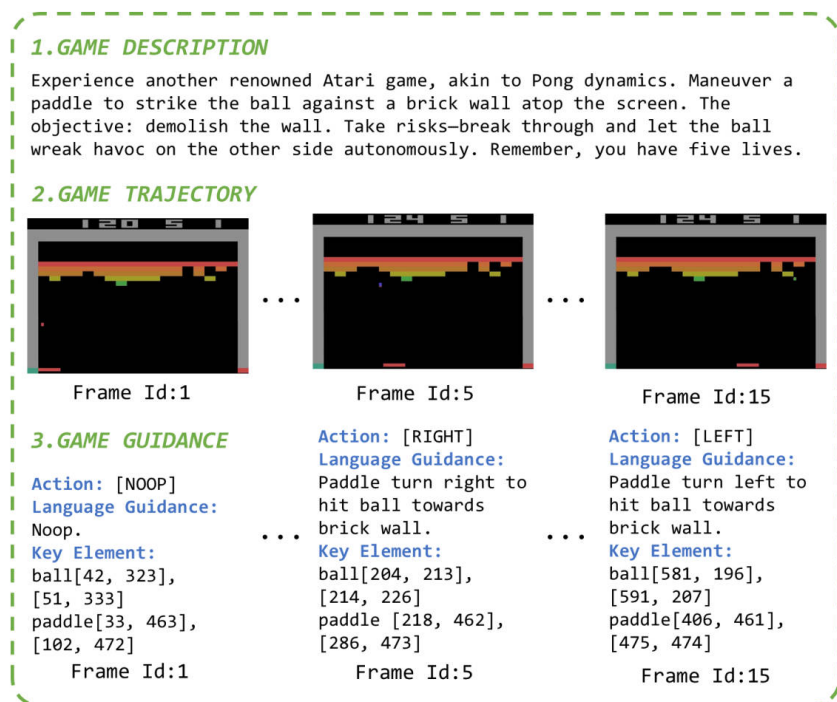 1.GAME DESCRIPTION
Experience another renowned Atari game, akin to Pong dynamics. Maneuver a
paddle to strike the ball against a brick wall atop the screen. The
objective: demolish the wall. Take risks—break through and let the ball
wreak havoc on the other side autonomously. Remember, you have five lives.
2.GAME TRAJECTORY
120 5 1
124 5 1
124 5 1
... ...
Frame Id:1
Frame Id:5
Frame Id:15
3.GAME GUIDANCE
Action: [NOOP]
Language Guidance:
Noop.
Key Element:
ball[42, 323],
[51, 333]
paddle[33, 463],
[102, 472]
Frame Id:1
...
Action: [RIGHT]
Language Guidance:
Paddle turn right to
hit ball towards
brick wall.
Key Element:
ball[204, 213],
[214, 226]
paddle [218, 462],
[286, 473]
Frame Id:5
...
Action: [LEFT]
Language Guidance:
Paddle turn left to
hit ball towards
brick wall.
Key Element:
ball[581, 196],
[591, 207]
paddle[406, 461],
[475, 474]
Frame Id:15